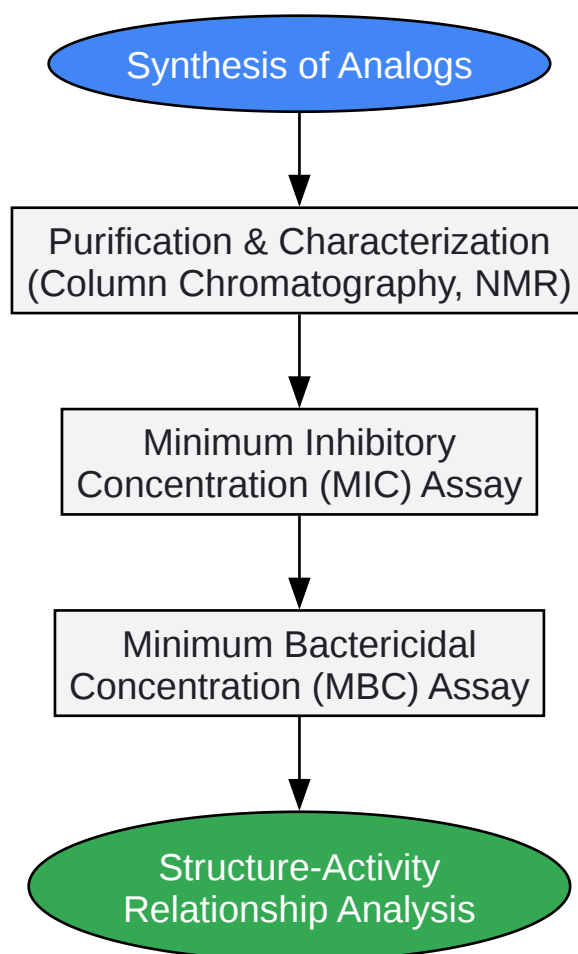 Synthesis of Analogs
Purification & Characterization
(Column Chromatography, NMR)
Minimum Inhibitory
Concentration (MIC) Assay
Minimum Bactericidal
Concentration (MBC) Assay
Structure-Activity
Relationship Analysis